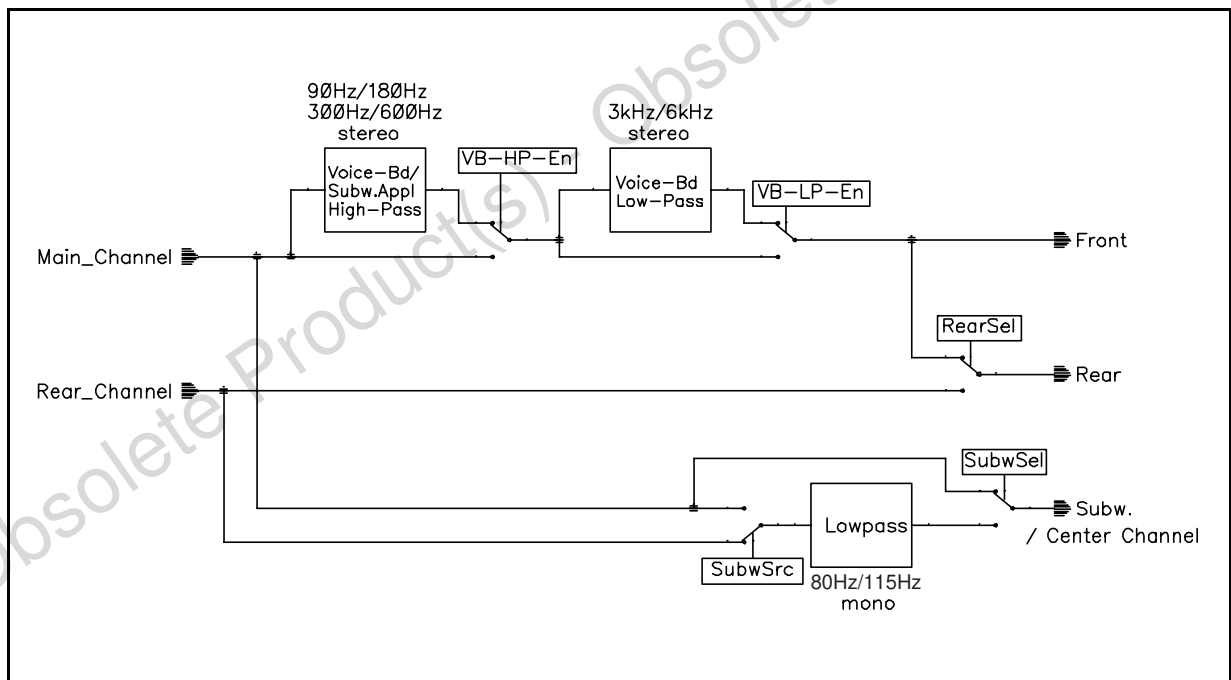 90Hz/180Hz
300Hz/600Hz
stereo
3kHz/6kHz
stereo
Voice-Bd/
Subw.Appl
High-Pass
VB-HP-En
Voice-Bd
Low-Pass
VB-LP-En
Main_Channel
Front
RearSel
Rear_Channel
Rear
SubwSel
Lowpass
Subw.
/ Center Channel
SubwSrc
80Hz/115Hz
mono
Obsolete Product(s) - Obsolete